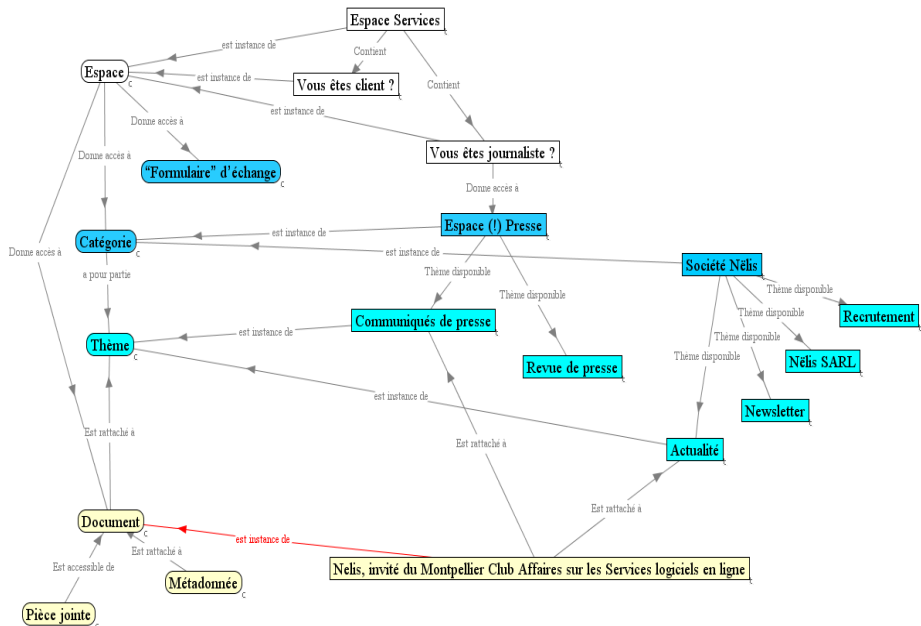 Espace Services
est instance de
Contient
Espace
est instance de
Vous êtes client ?
Contient
est instance de
Donne accès à
Vous êtes journaliste ?
Donne accès à
"Formulaire" d'échange
Donne accès à
Espace (!) Presse
Catégorie
est instance de
Donne accès à
est instance de
Société Nëlis
a pour partie
Thème disponible
Thème disponible
Thème disponible
Recrutement
Communiqués de presse
Thème disponible
est instance de
Thème disponible
Thème
Thème disponible
Nëlis SARL
Revue de presse
est instance de
Newsletter
Est rattaché à
Est rattaché à
Actualité
Est rattaché à
Document
est instance de
Est rattaché à
Est accessible de
Nelis, invité du Montpellier Club Affaires sur les Services logiciels en ligne
Métadonnée
Pièce jointe